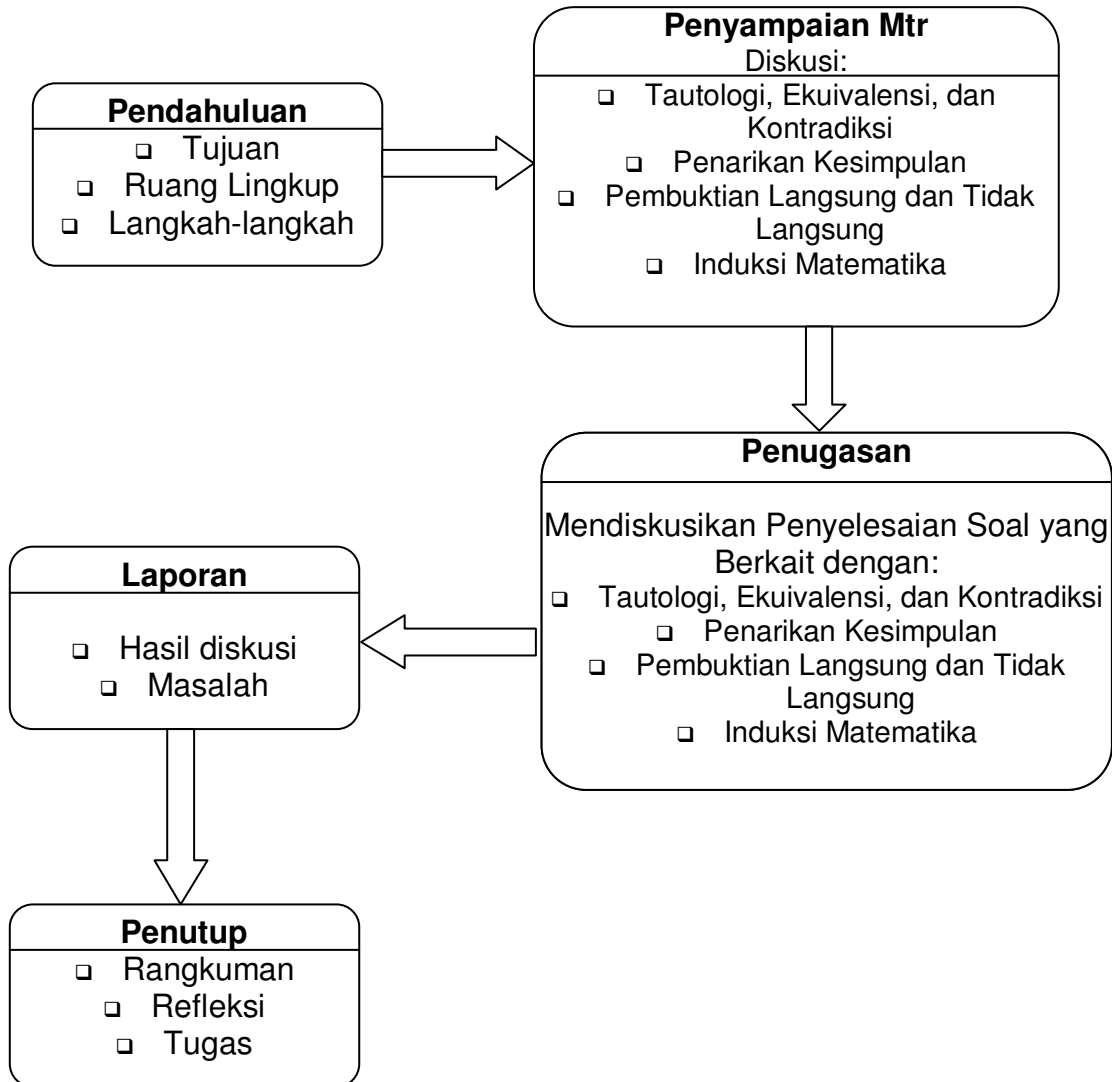 Pendahuluan
❑ Tujuan
❑ Ruang Lingkup
❑ Langkah-langkah
Penyampaian Mtr
Diskusi:
❑ Tautologi, Ekuivalensi, dan
Kontradiksi
❑ Penarikan Kesimpulan
❑ Pembuktian Langsung dan Tidak
Langsung
❑ Induksi Matematika
Penugasan
Mendiskusikan Penyelesaian Soal yang
Berkait dengan:
❑ Tautologi, Ekuivalensi, dan Kontradiksi
❑ Penarikan Kesimpulan
❑ Pembuktian Langsung dan Tidak
Langsung
❑ Induksi Matematika
Laporan
❑ Hasil diskusi
❑ Masalah
Penutup
❑ Rangkuman
❑ Refleksi
❑ Tugas